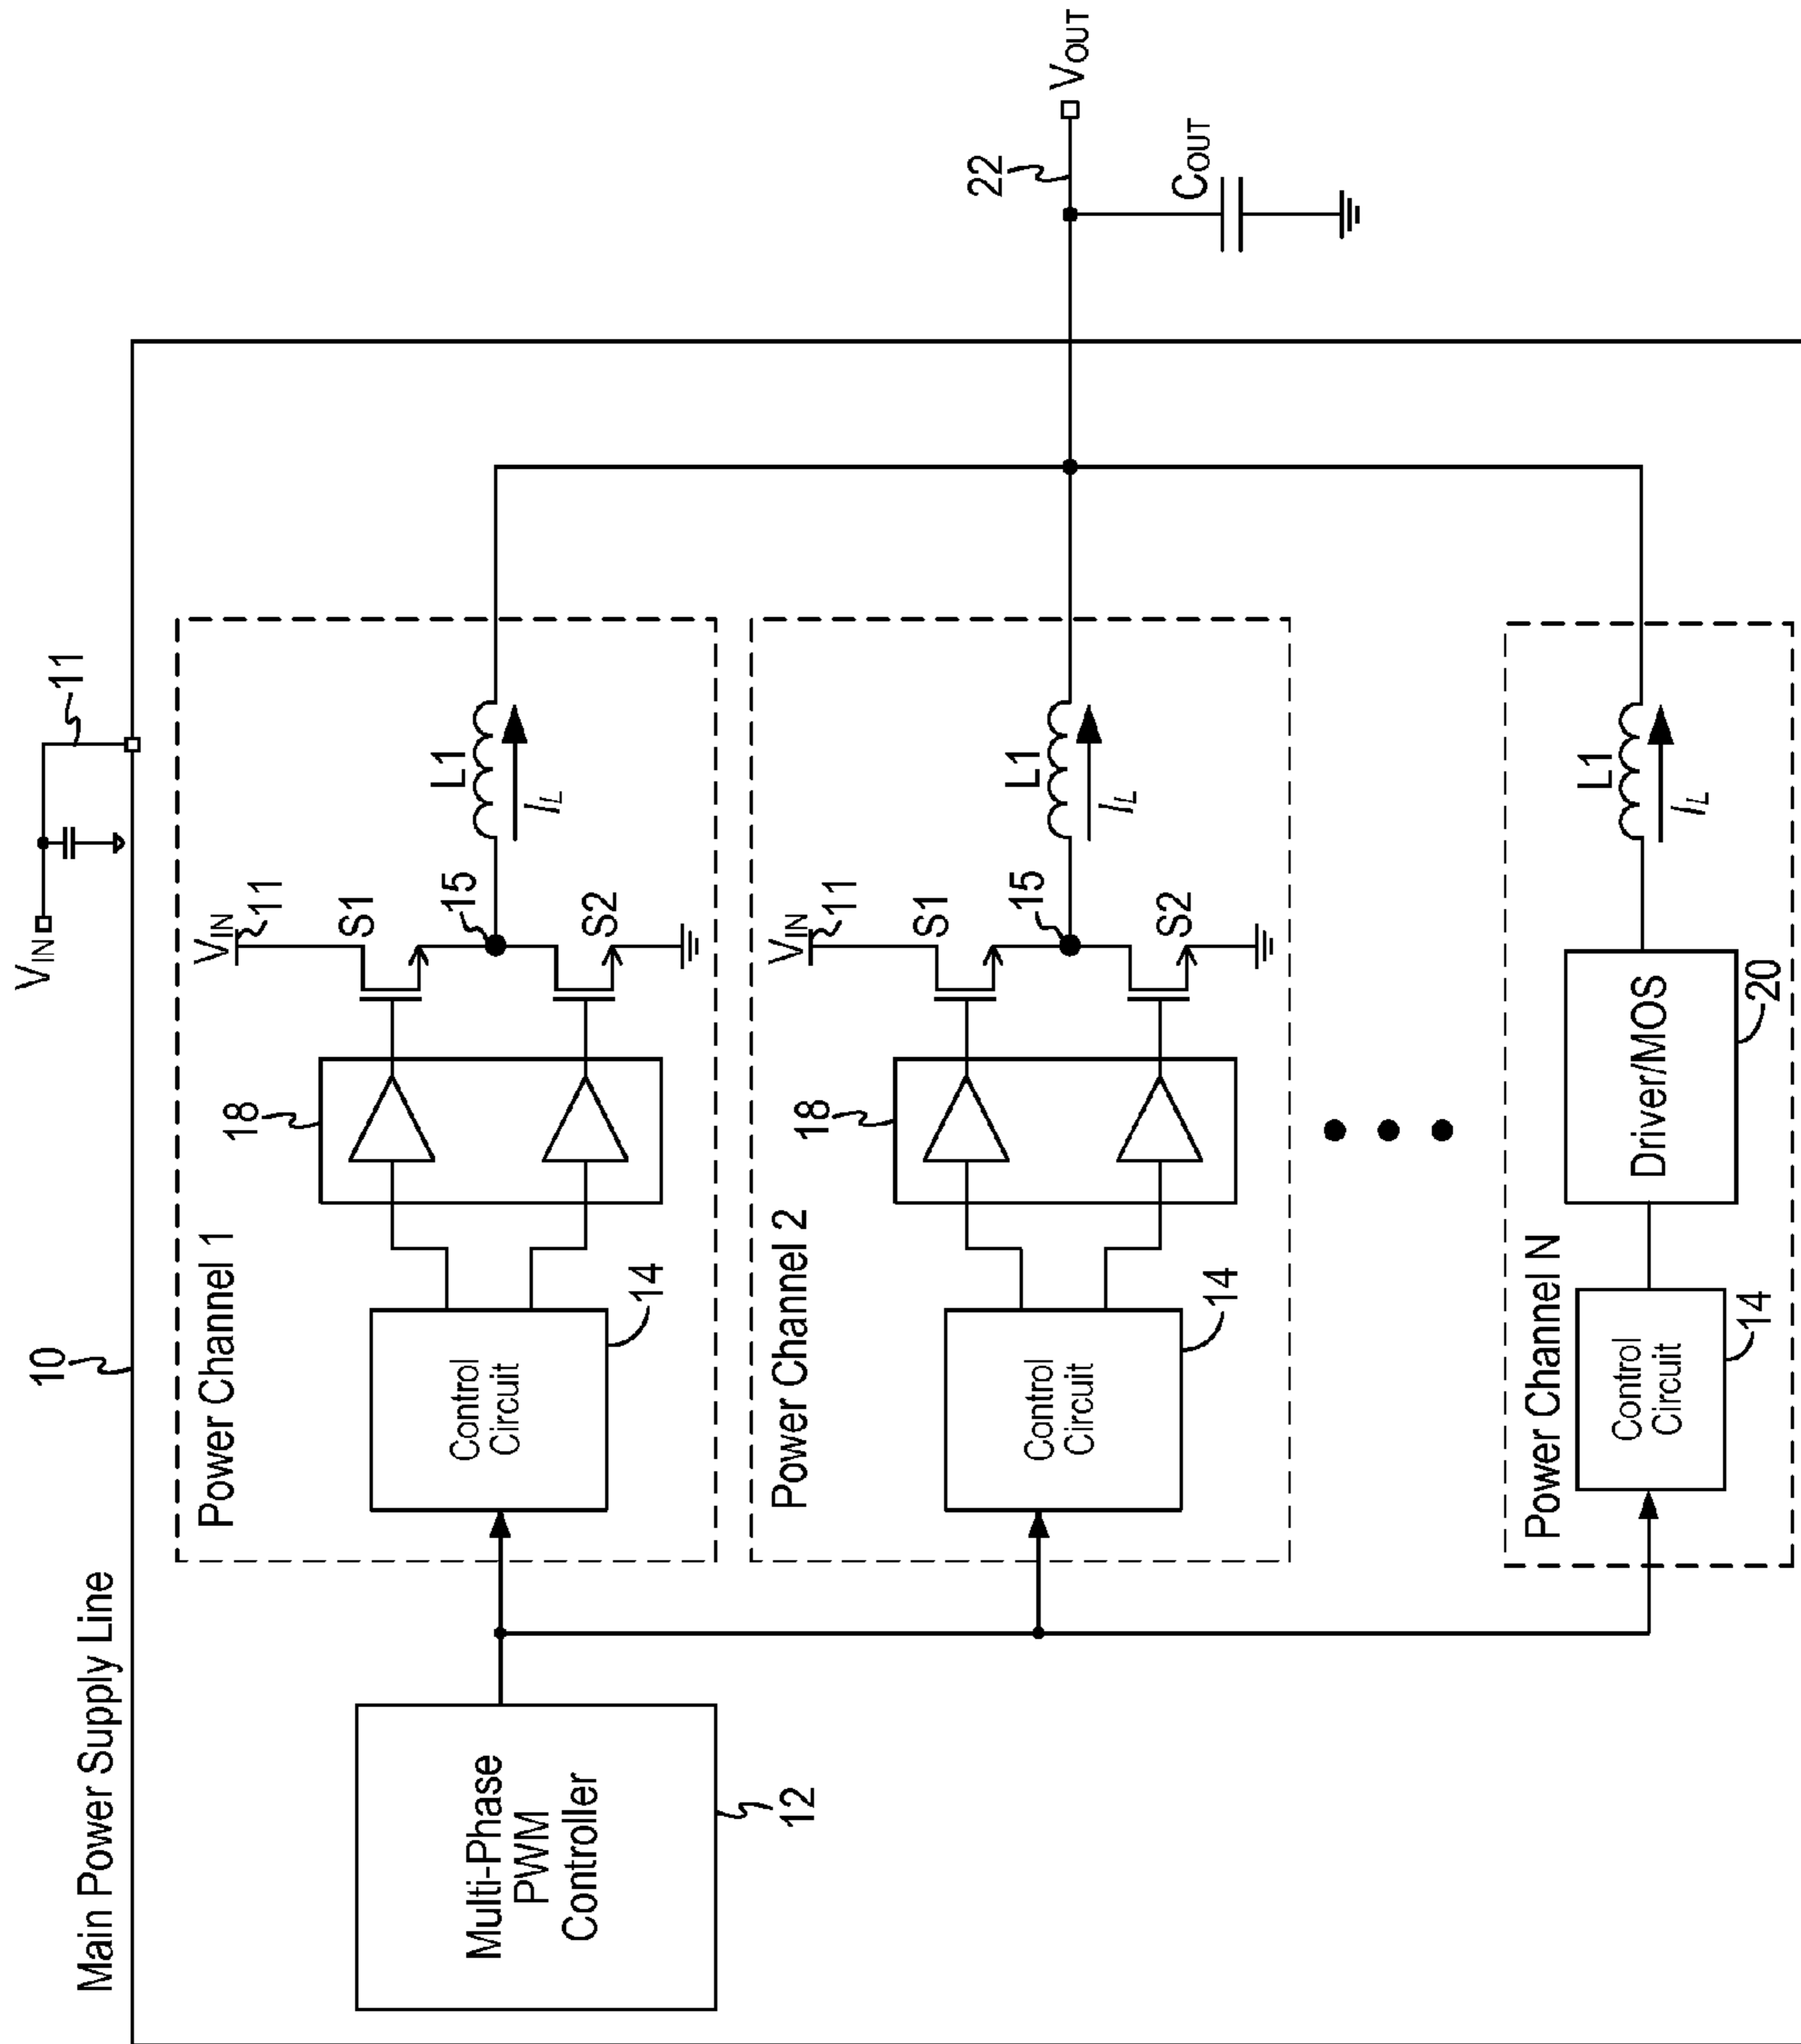 Main Power Supply Line
10
VIN
11
Multi-Phase
PWM
Controller
12
Power Channel 1
Control
Circuit
14
18
VIN
11
S1
15
S2
L1
IL
Power Channel 2
Control
Circuit
14
18
VIN
11
S1
15
S2
L1
IL
Power Channel N
Control
Circuit
14
Driver/MOS
20
L1
IL
22
VOUT
COUT